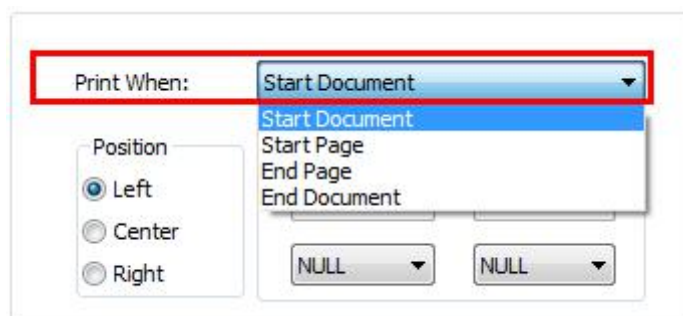 Print When: Start Document
Start Document
Start Page
End Page
End Document
Position
Left
Center
Right
NULL NULL